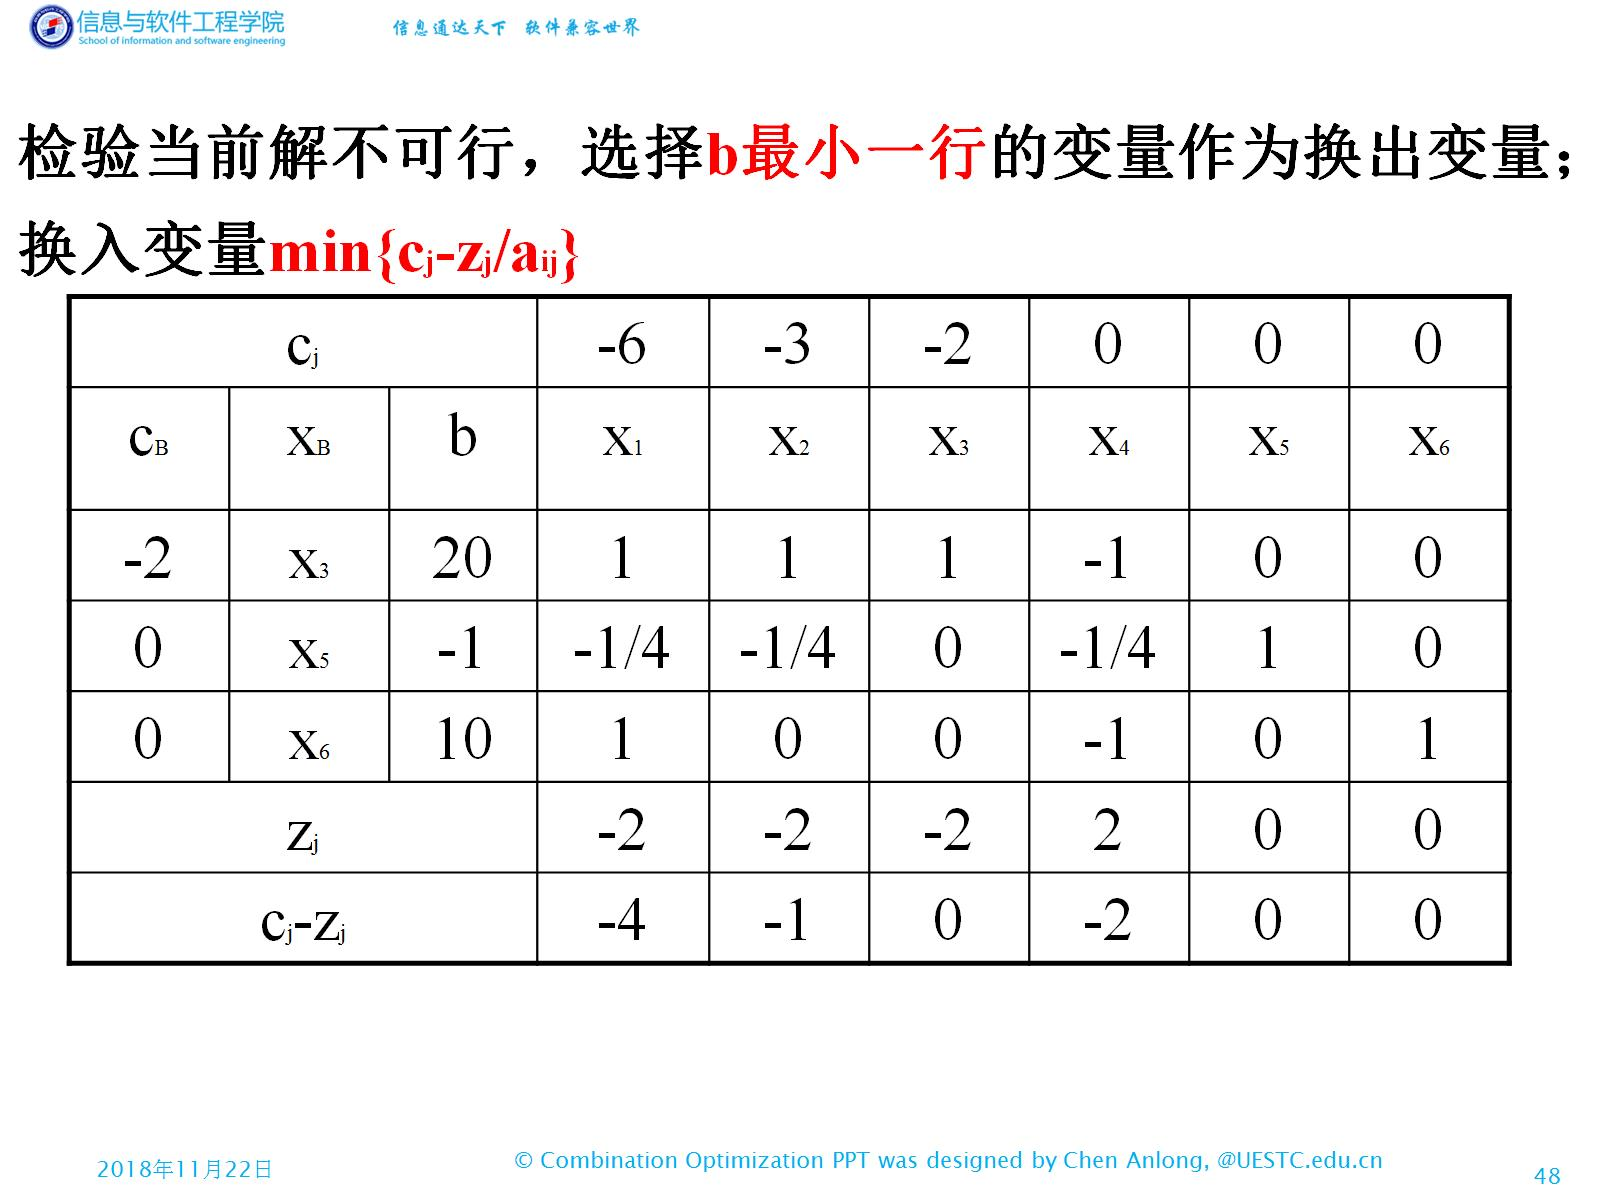 信息与软件工程学院
School of information and software engineering
信息通达天下 软件兼容世界
检验当前解不可行，选择b最小一行的变量作为换出变量；
换入变量min{cj-zj/aij}
cj -6 -3 -2 0 0 0
cB xB b x1 x2 x3 x4 x5 x6
-2 x3 20 1 1 1 -1 0 0
0 x5 -1 -1/4 -1/4 0 -1/4 1 0
0 x6 10 1 0 0 -1 0 1
zj -2 -2 -2 2 0 0
cj-zj -4 -1 0 -2 0 0
2018年11月22日
© Combination Optimization PPT was designed by Chen Anlong, @UESTC.edu.cn
48